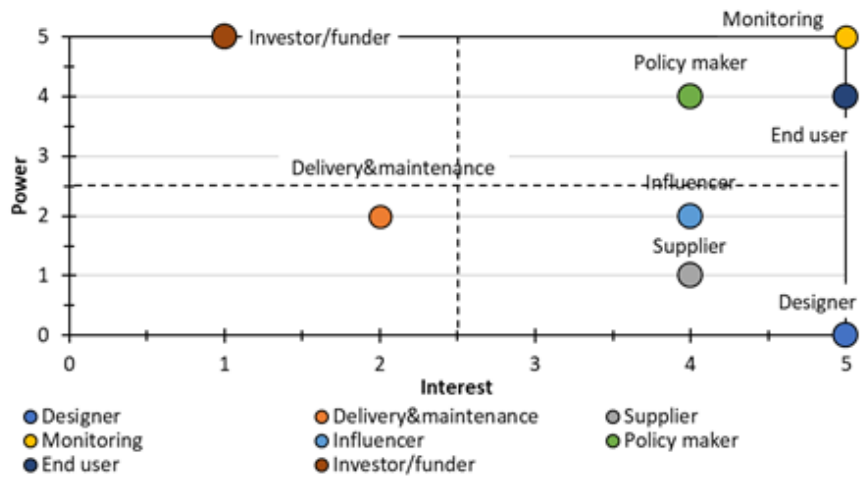 Monitoring
5
Investor/funder
Policy maker
4
End user
3
Delivery&maintenance
Influencer
2
Supplier
1
Designer
0
0 1 2 3 4 5
Power
Interest
Designer Delivery&maintenance Supplier
Monitoring Influencer Policy maker
End user Investor/funder